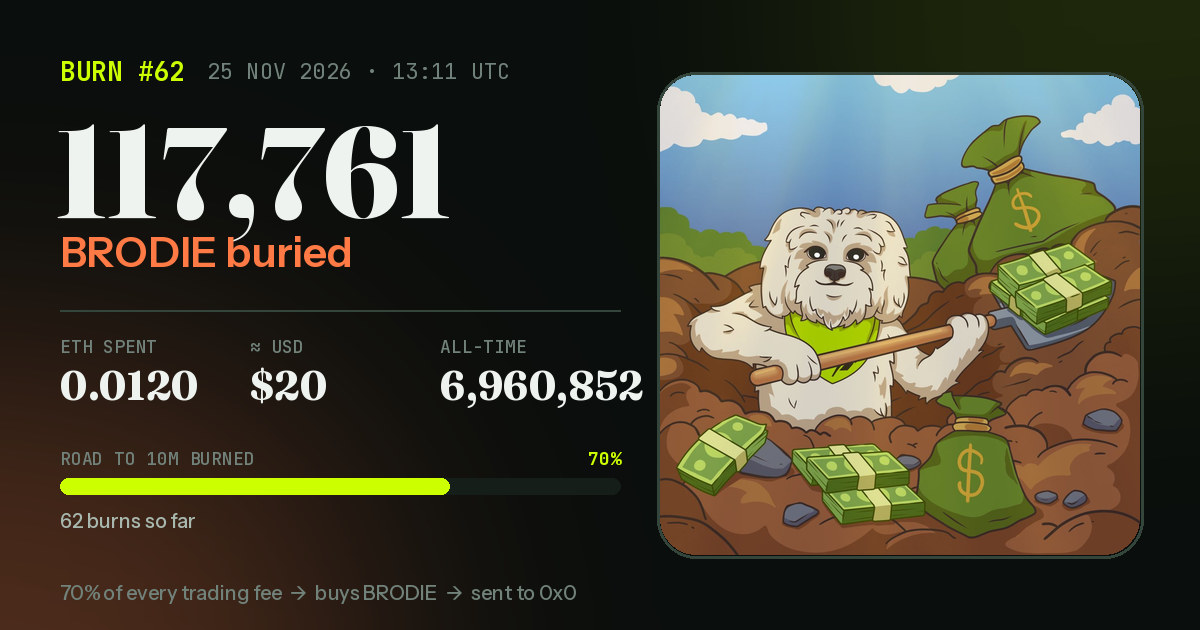 BURN #62 25 NOV 2026 · 13:11 UTC
117,761
BRODIE buried
ETH SPENT ≈ USD ALL-TIME
0.0120 $20 6,960,852
ROAD TO 10M BURNED 70%
62 burns so far
70% of every trading fee → buys BRODIE → sent to 0x0
$
$